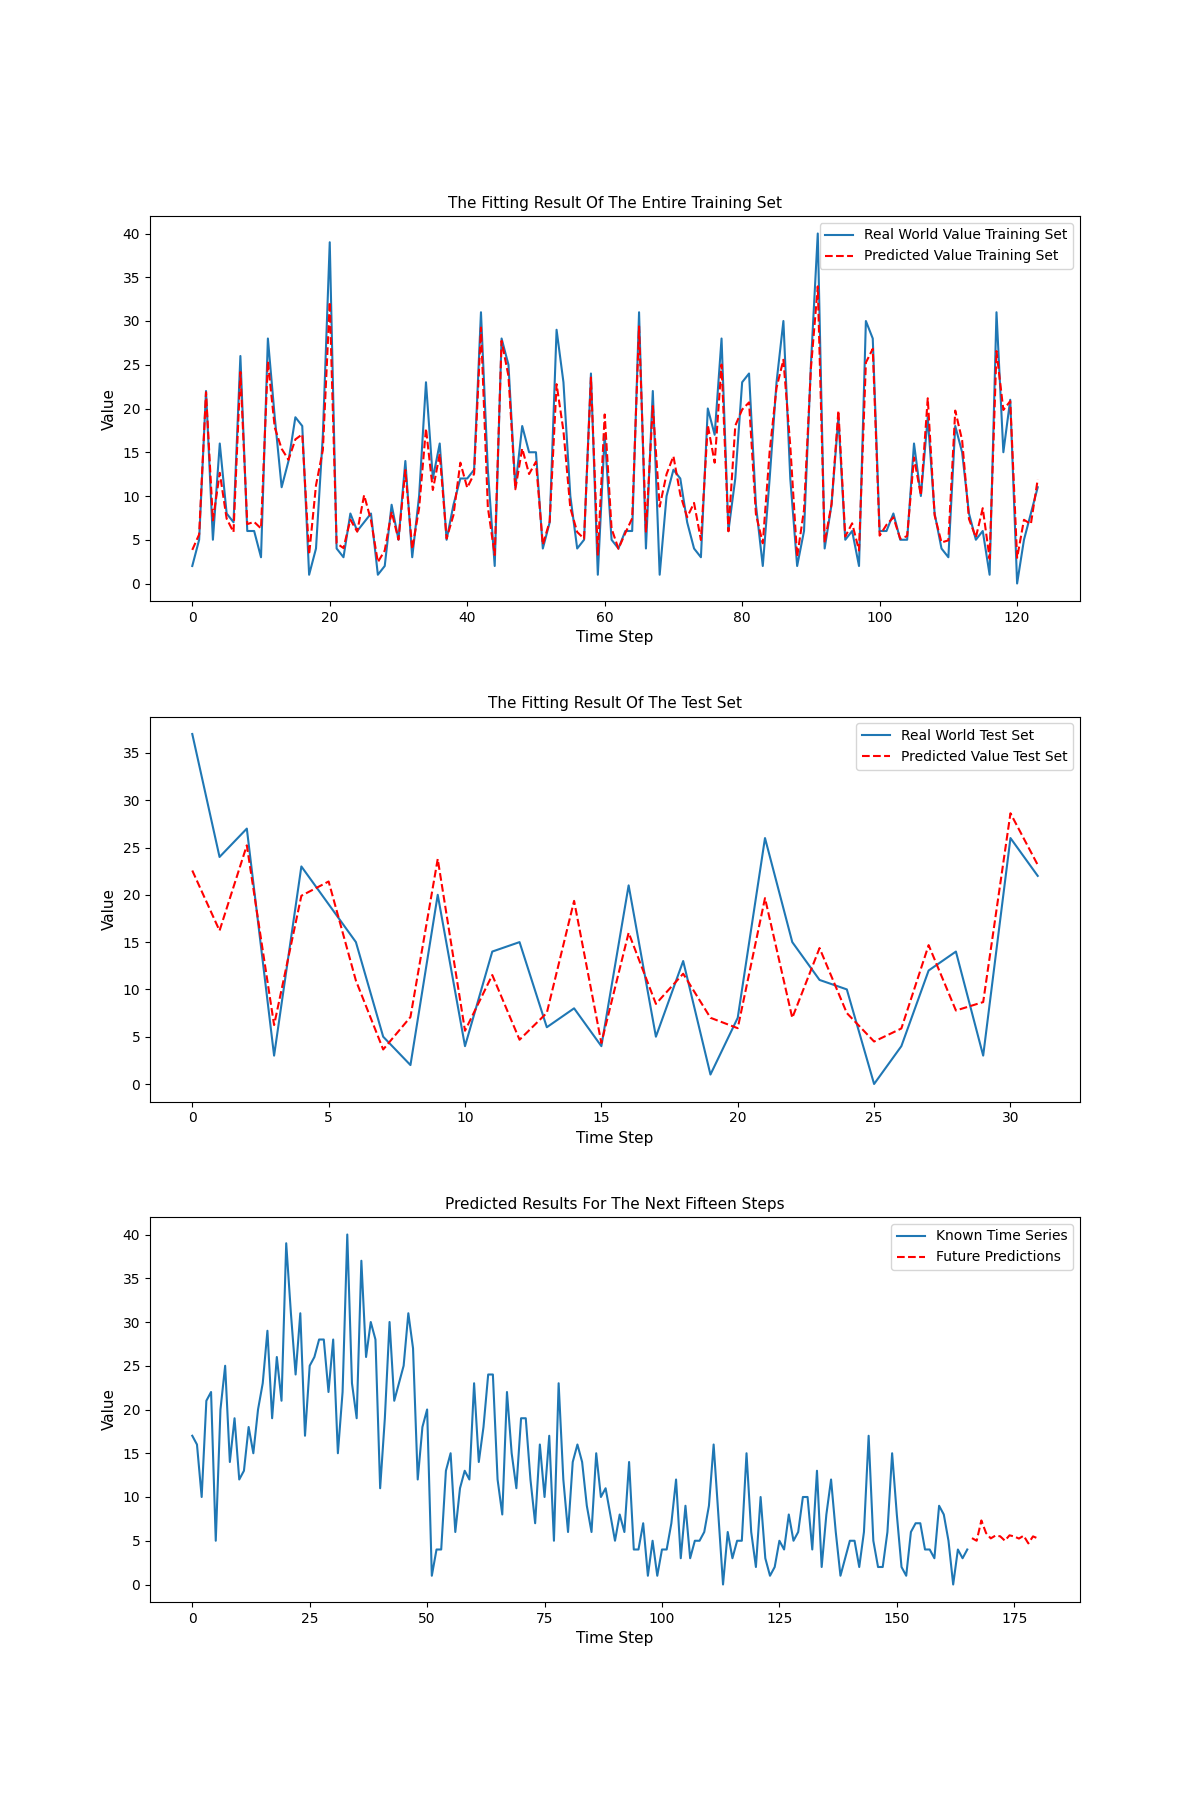 The Fitting Result Of The Entire Training Set
Real World Value Training Set
Predicted Value Training Set
Value
40
35
30
25
20
15
10
5
0
0 20 40 60 80 100 120
Time Step
The Fitting Result Of The Test Set
Real World Test Set
Predicted Value Test Set
Value
35
30
25
20
15
10
5
0
0 5 10 15 20 25 30
Time Step
Predicted Results For The Next Fifteen Steps
Known Time Series
Future Predictions
Value
40
35
30
25
20
15
10
5
0
0 25 50 75 100 125 150 175
Time Step